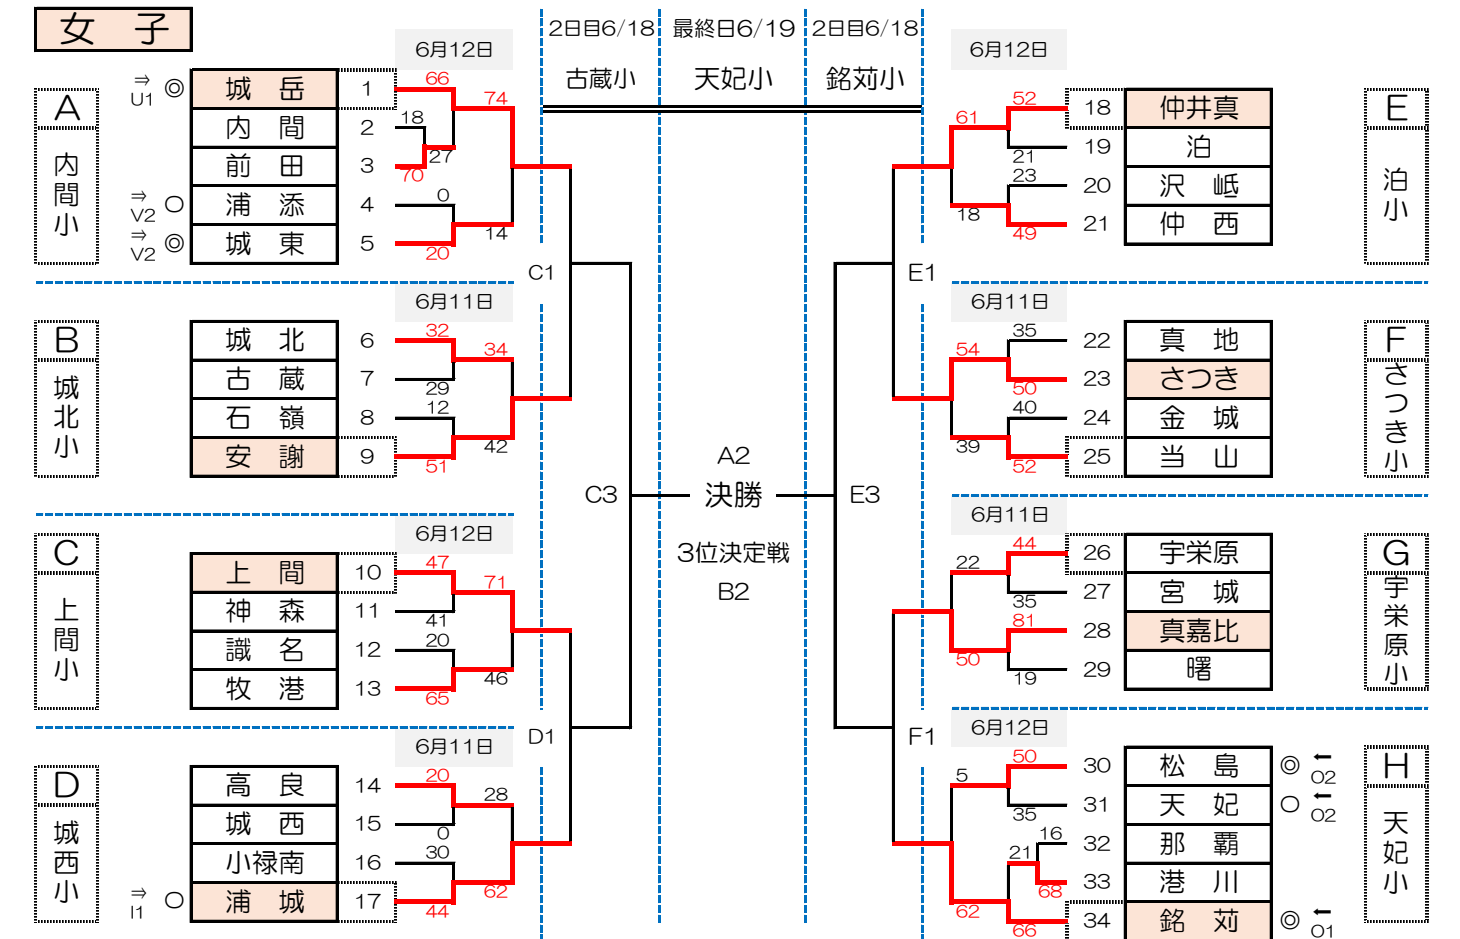 女 子
2日目6/18 最終日6/19 2日目6/18
古蔵小 天妃小 銘苅小
6月12日
A
内間小
⇒ U1 ◎ 城 岳 1 66
74
内 間 2 18
27
前 田 3 70
⇒ V2 ○ 浦 添 4 0
14
⇒ V2 ◎ 城 東 5 20
C1
6月11日
B
城北小
城 北 6 32
34
古 蔵 7 29
石 嶺 8 12
42
安 謝 9 51
C3
6月12日
C
上間小
上 間 10 47
71
神 森 11 41
識 名 12 20
46
牧 港 13 65
D1
6月11日
D
城西小
高 良 14 20
28
城 西 15 0
小禄南 16 30
62
⇒ I1 ○ 浦 城 17 44
A2
決勝
3位決定戦
B2
6月12日
E
泊小
52 18 仲井真
61
21 19 泊
23 20 沢 岻
18
49 21 仲 西
E1
6月11日
F
さつき小
35 22 真 地
54
50 23 さつき
40 24 金 城
39
52 25 当 山
E3
6月11日
G
宇栄原小
44 26 宇栄原
22
35 27 宮 城
81 28 真嘉比
50
19 29 曙
F1
6月12日
H
天妃小
50 30 松 島 ◎ ← O2
5
35 31 天 妃 ○ ← O2
16 32 那 覇
21
68 33 港 川
62
66 34 銘 苅 ◎ ← O1